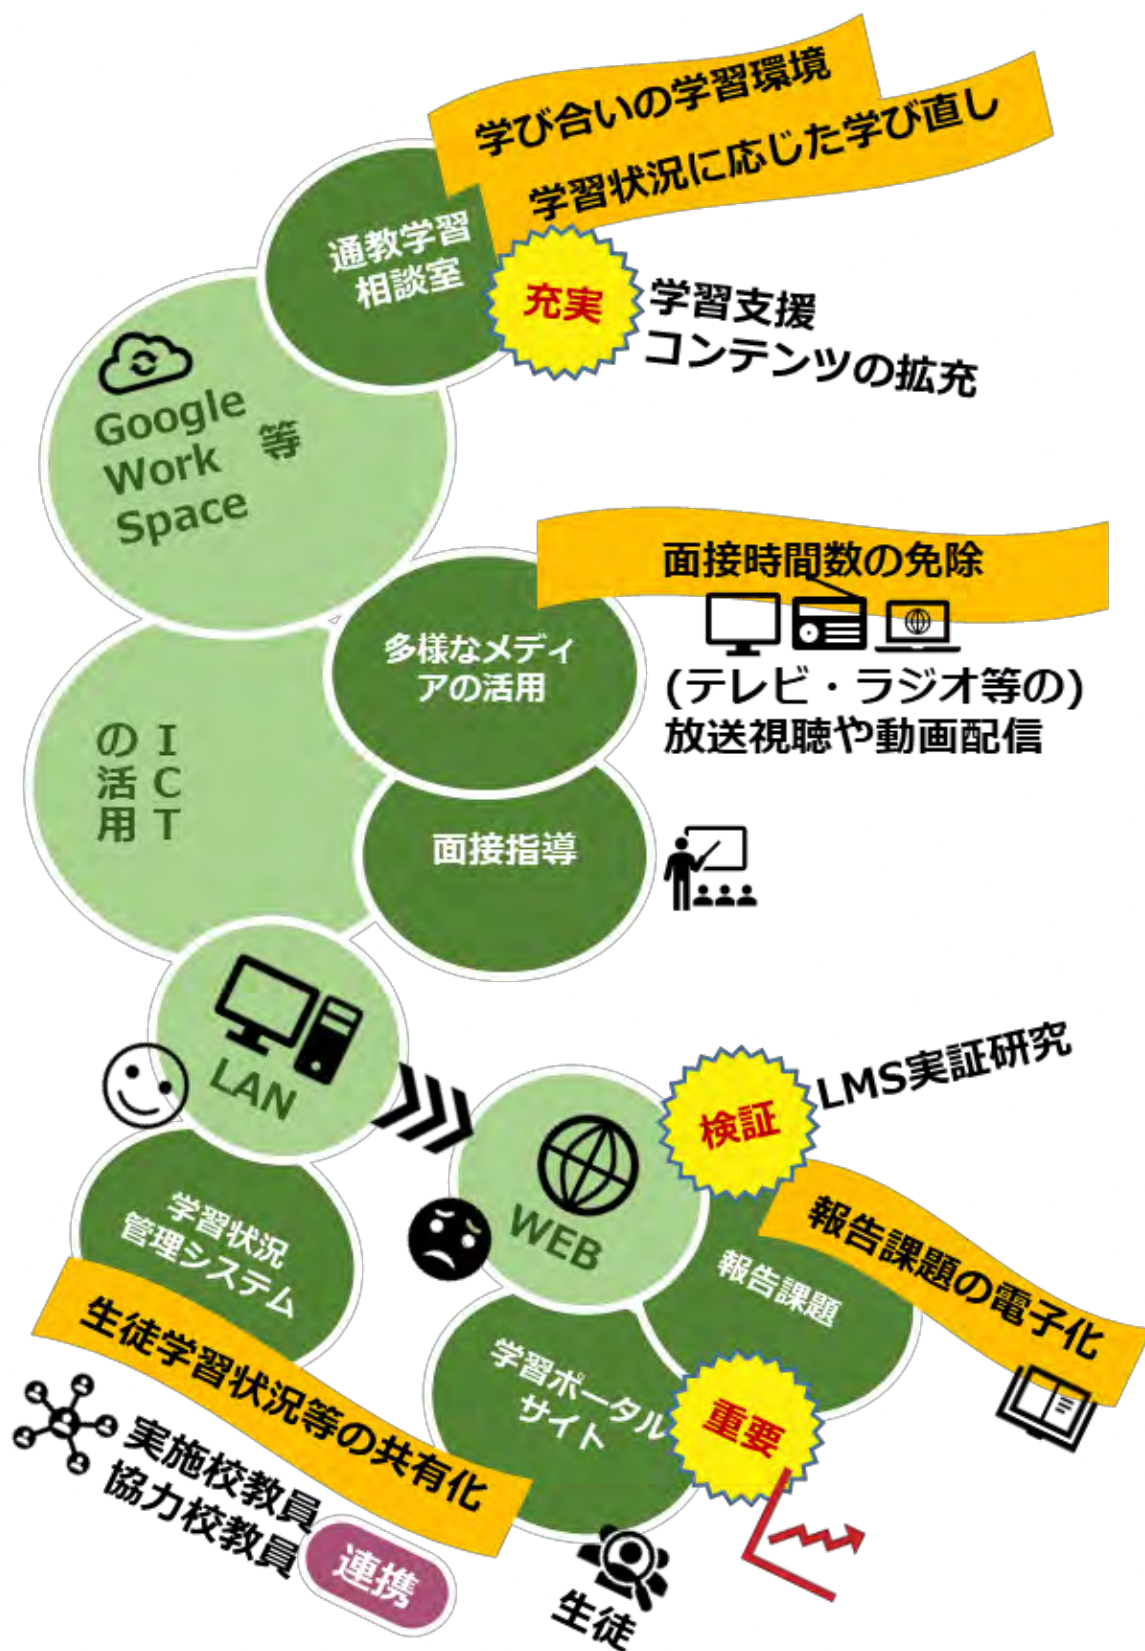 学び合いの学習環境
学習状況に応じた学び直し
通教学習
相談室
充実
学習支援
コンテンツの拡充
Google
Work 等
Space
面接時間数の免除
多様なメディ
アの活用
(テレビ・ラジオ等の)
放送視聴や動画配信
ICT
の活用
面接指導
LAN
WEB
検証
LMS実証研究
学習状況
管理システム
報告課題
報告課題の電子化
生徒学習状況等の共有化
学習ポータル
サイト
重要
実施校教員
協力校教員
連携
生徒